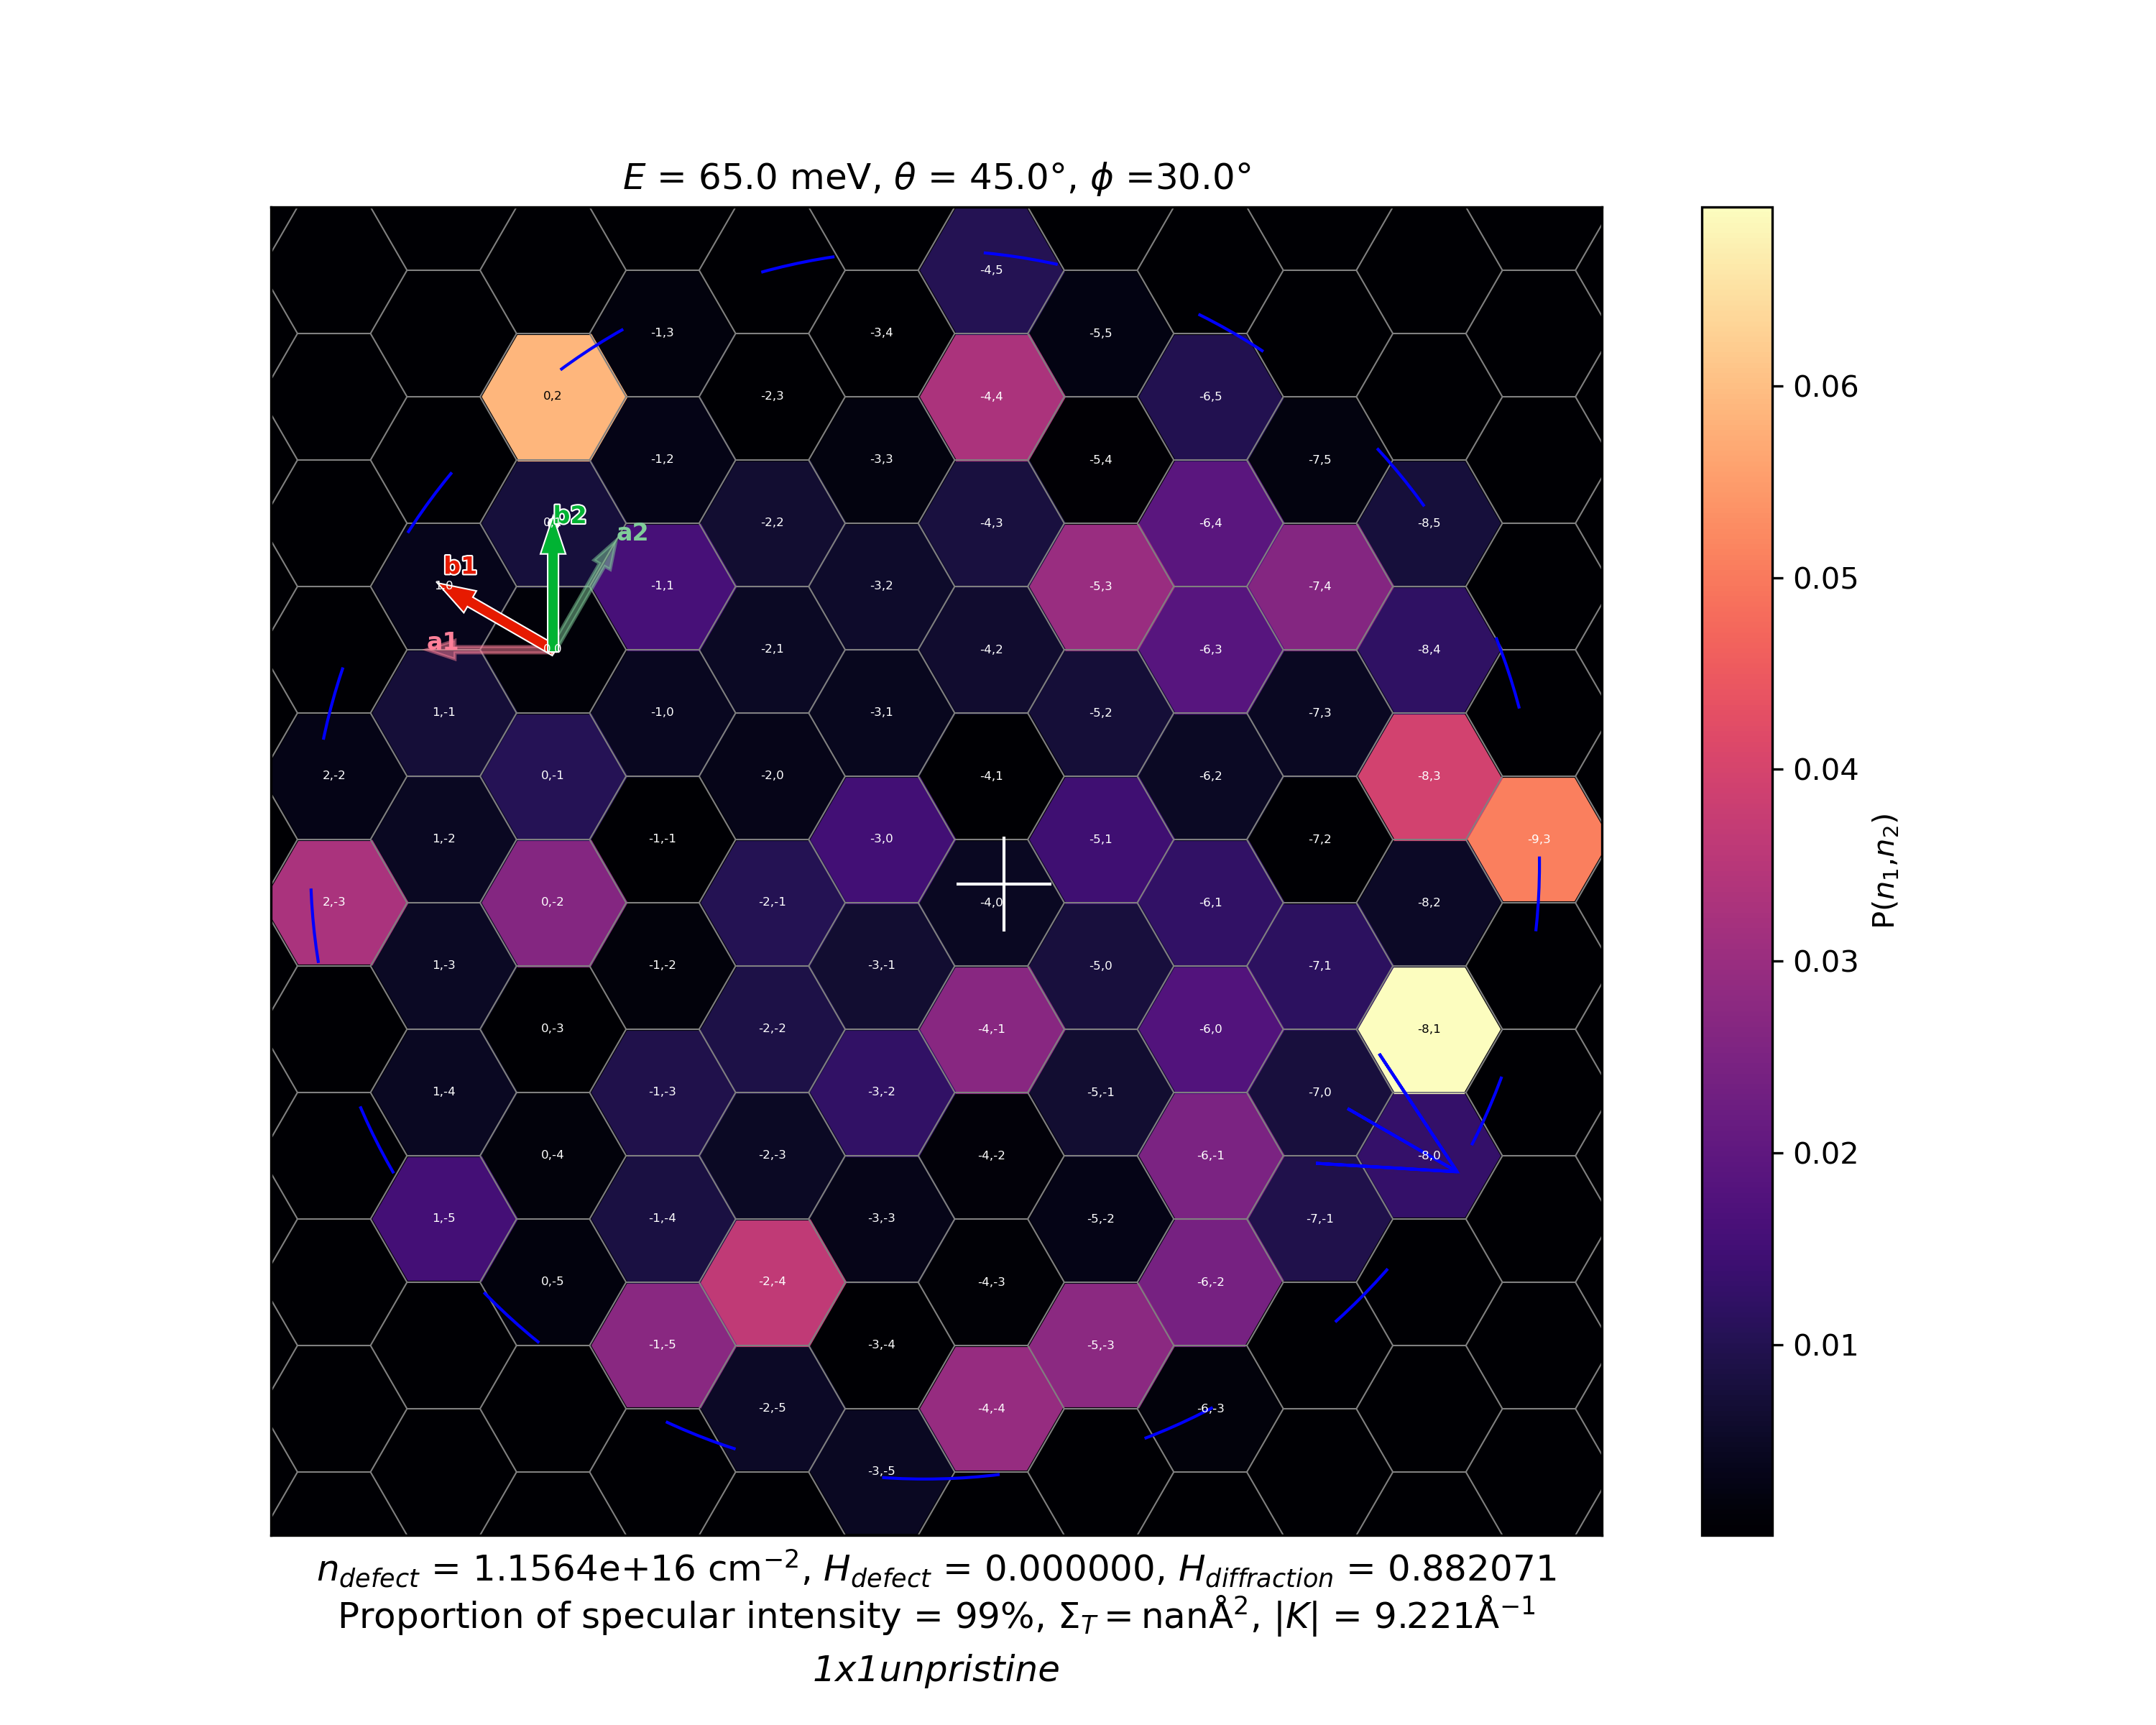 E = 65.0 meV, θ = 45.0°, ϕ =30.0°
-4,5
-1,3 -3,4 -5,5
0,2 -2,3 -4,4 -6,5
-1,2 -3,3 -5,4 -7,5
b2 -2,2 -4,3 -6,4 -8,5
a2
b1 -1,1 -3,2 -5,3 -7,4
a1 -2,1 -4,2 -6,3 -8,4
1,-1 -1,0 -3,1 -5,2 -7,3
2,-2 0,-1 -2,0 -4,1 -6,2 -8,3
1,-2 -1,-1 -3,0 -5,1 -7,2 -9,3
2,-3 0,-2 -2,-1 -4,0 -6,1 -8,2
1,-3 -1,-2 -3,-1 -5,0 -7,1
0,-3 -2,-2 -4,-1 -6,0 -8,1
1,-4 -1,-3 -3,-2 -5,-1 -7,0
0,-4 -2,-3 -4,-2 -6,-1 -8,0
1,-5 -1,-4 -3,-3 -5,-2 -7,-1
0,-5 -2,-4 -4,-3 -6,-2
-1,-5 -3,-4 -5,-3
-2,-5 -4,-4 -6,-3
-3,-5
0.06
0.05
0.04
0.03
0.02
0.01
P(n₁,n₂)
n_defect = 1.1564e+16 cm⁻², H_defect = 0.000000, H_diffraction = 0.882071
Proportion of specular intensity = 99%, Σ_T = nanÅ², |K| = 9.221Å⁻¹
1x1unpristine